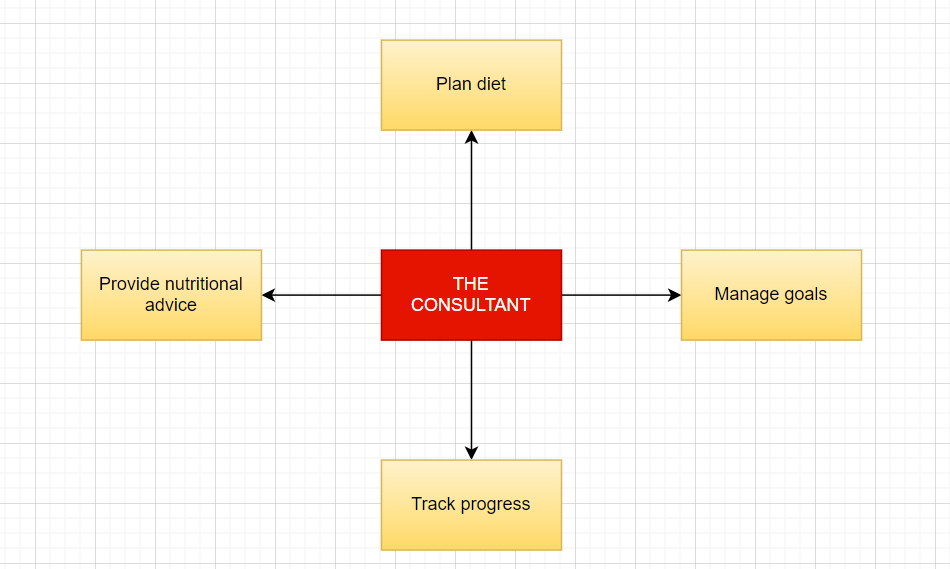 Plan diet
Provide nutritional
advice
THE
CONSULTANT
Manage goals
Track progress